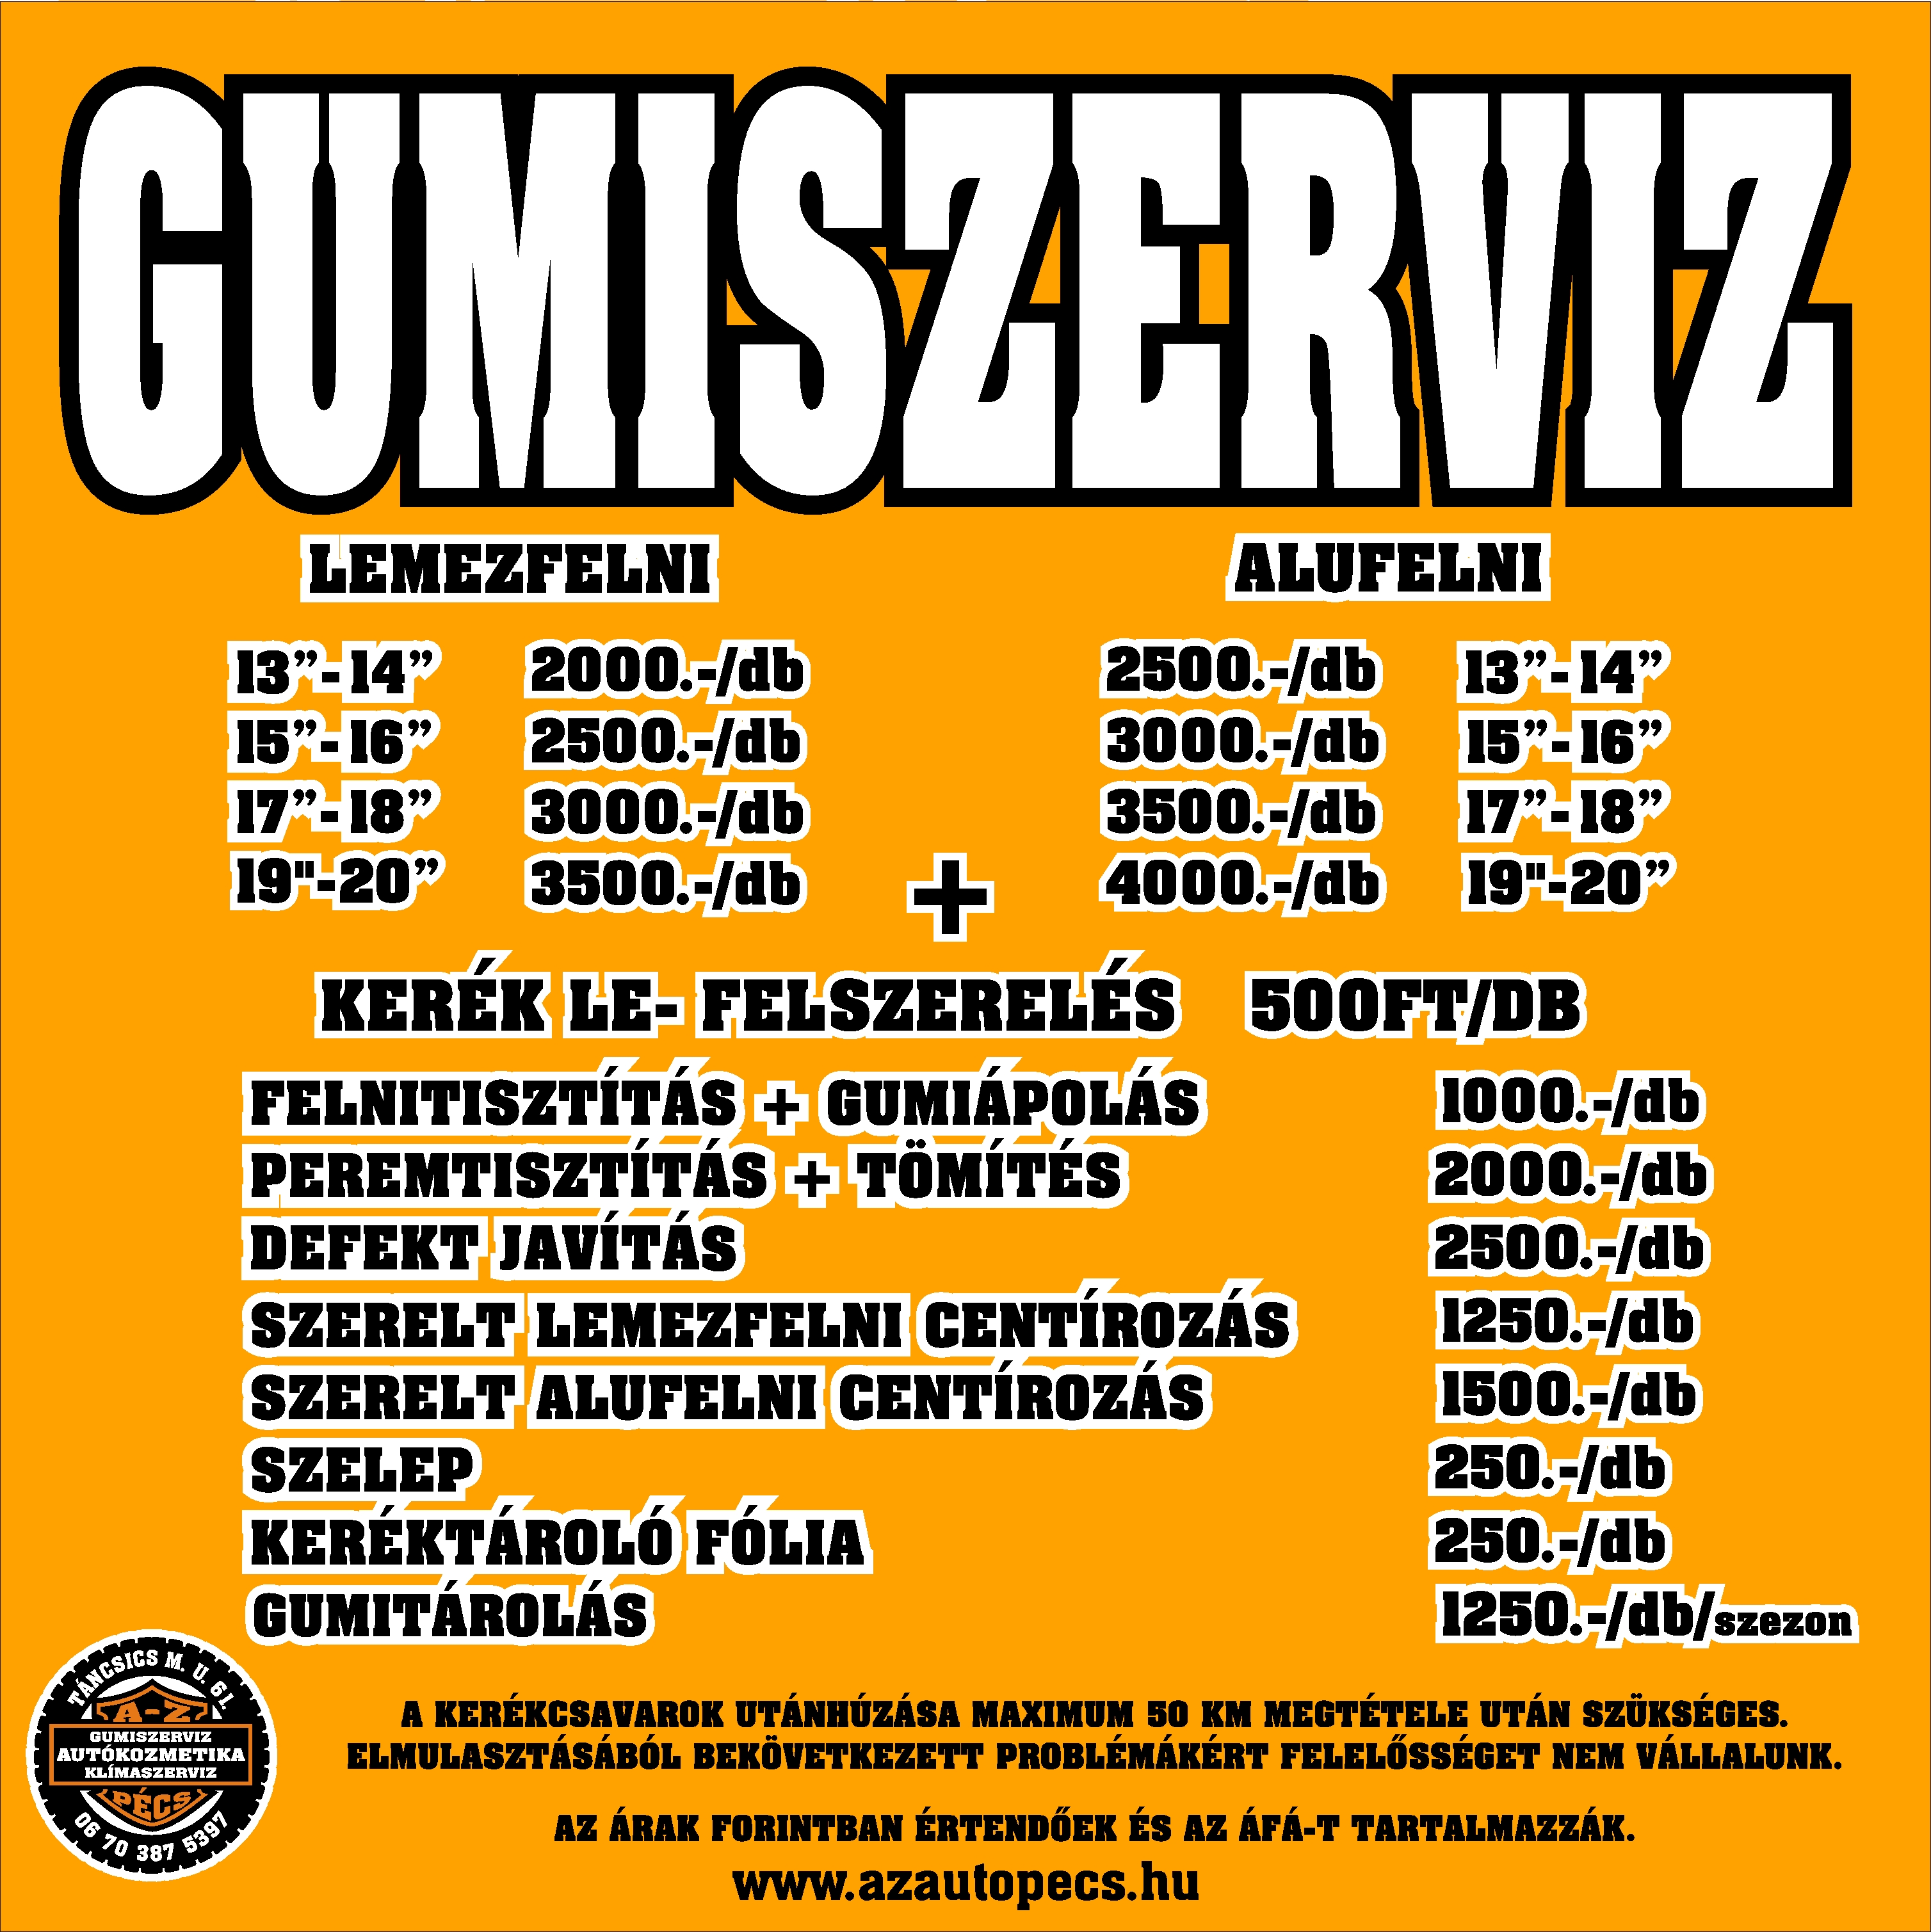 GUMISZERVIZ
LEMEZFELNI ALUFELNI
13”-14” 2000.-/db 2500.-/db 13”-14”
15”-16” 2500.-/db 3000.-/db 15”-16”
17”-18” 3000.-/db 3500.-/db 17”-18”
19"-20” 3500.-/db + 4000.-/db 19"-20”
KERÉK LE- FELSZERELÉS 500FT/DB
FELNITISZTÍTÁS + GUMIÁPOLÁS 1000.-/db
PEREMTISZTÍTÁS + TÖMÍTÉS 2000.-/db
DEFEKT JAVÍTÁS 2500.-/db
SZERELT LEMEZFELNI CENTÍROZÁS 1250.-/db
SZERELT ALUFELNI CENTÍROZÁS 1500.-/db
SZELEP 250.-/db
KERÉKTÁROLÓ FÓLIA 250.-/db
GUMITÁROLÁS 1250.-/db/szezon
TÁNCSICS M. U. 61.
A-Z
GUMISZERVIZ
AUTÓKOZMETIKA
KLÍMASZERVIZ
PÉCS
06 70 387 5397
A KERÉKCSAVAROK UTÁNHÚZÁSA MAXIMUM 50 KM MEGTÉTELE UTÁN SZÜKSÉGES.
ELMULASZTÁSÁBÓL BEKÖVETKEZETT PROBLÉMÁKÉRT FELELŐSSÉGET NEM VÁLLALUNK.
AZ ÁRAK FORINTBAN ÉRTENDŐEK ÉS AZ ÁFÁ-T TARTALMAZZÁK.
www.azautopecs.hu